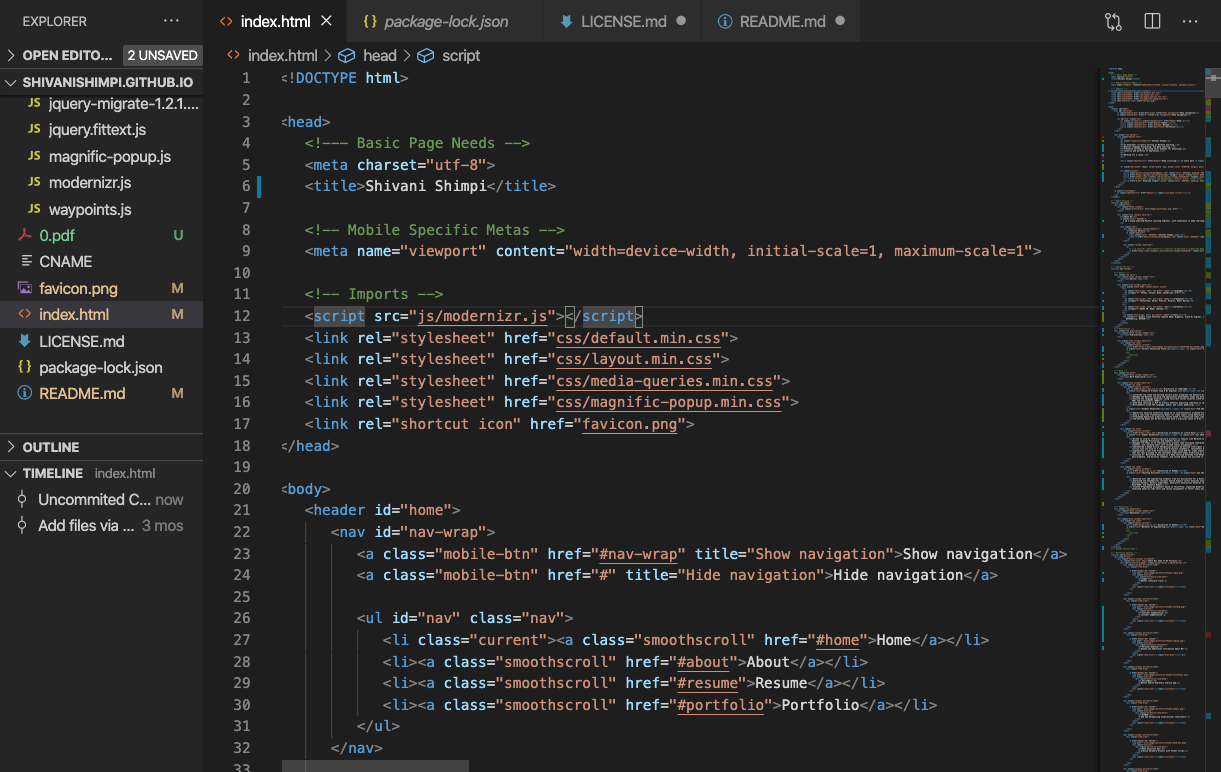 EXPLORER ···
OPEN EDITO... 2 UNSAVED
SHIVANISHIMPI.GITHUB.IO
JS jquery-migrate-1.2.1....
JS jquery.fittext.js
JS magnific-popup.js
JS modernizr.js
JS waypoints.js
0.pdf U
CNAME
favicon.png M
<> index.html M
LICENSE.md
{} package-lock.json
README.md M
OUTLINE
TIMELINE index.html
Uncommited C... now
Add files via ... 3 mos
<> index.html × {} package-lock.json LICENSE.md ● README.md ● ···
<> index.html > head > script
1 <!DOCTYPE html>
2
3 <head>
4 <!--- Basic Page Needs -->
5 <meta charset="utf-8">
6 <title>Shivani Shimpi</title>
7
8 <!-- Mobile Specific Metas -->
9 <meta name="viewport" content="width=device-width, initial-scale=1, maximum-scale=1">
10
11 <!-- Imports -->
12 <script src="js/modernizr.js"></script>
13 <link rel="stylesheet" href="css/default.min.css">
14 <link rel="stylesheet" href="css/layout.min.css">
15 <link rel="stylesheet" href="css/media-queries.min.css">
16 <link rel="stylesheet" href="css/magnific-popup.min.css">
17 <link rel="shortcut icon" href="favicon.png">
18 </head>
19
20 <body>
21 <header id="home">
22 <nav id="nav-wrap">
23 <a class="mobile-btn" href="#nav-wrap" title="Show navigation">Show navigation</a>
24 <a class="mobile-btn" href="#" title="Hide navigation">Hide navigation</a>
25
26 <ul id="nav" class="nav">
27 <li class="current"><a class="smoothscroll" href="#home">Home</a></li>
28 <li><a class="smoothscroll" href="#about">About</a></li>
29 <li><a class="smoothscroll" href="#resume">Resume</a></li>
30 <li><a class="smoothscroll" href="#portfolio">Portfolio</a></li>
31 </ul>
32 </nav>
33